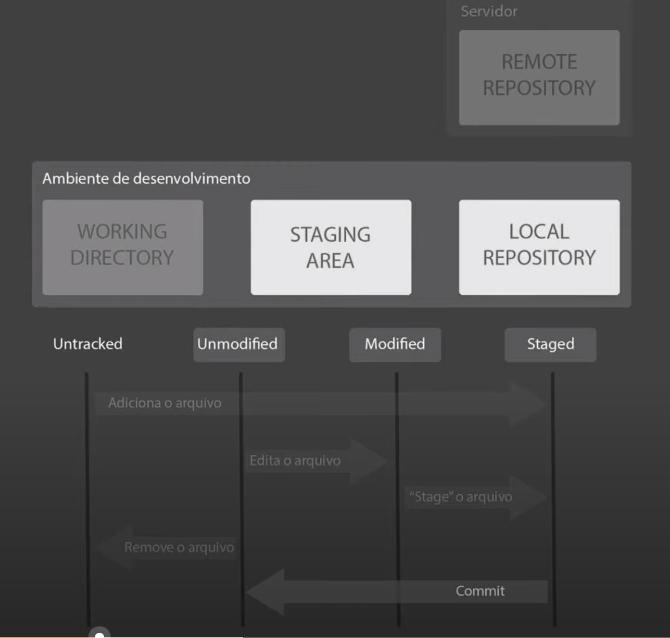 Servidor
REMOTE
REPOSITORY
Ambiente de desenvolvimento
WORKING
DIRECTORY
STAGING
AREA
LOCAL
REPOSITORY
Untracked
Unmodified
Modified
Staged
Adiciona o arquivo
Edita o arquivo
"Stage" o arquivo
Remove o arquivo
Commit